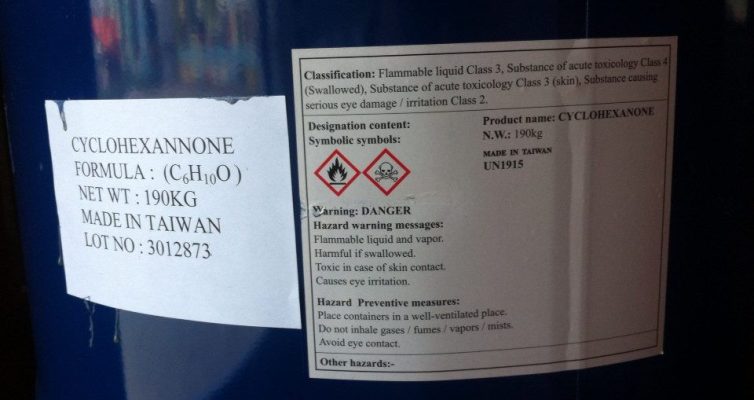 CYCLOHEXANNONE
FORMULA : (C₆H₁₀O )
NET WT : 190KG
MADE IN TAIWAN
LOT NO : 3012873
Classification: Flammable liquid Class 3, Substance of acute toxicology Class 4
(Swallowed), Substance of acute toxicology Class 3 (skin), Substance causing
serious eye damage / irritation Class 2.
Designation content:
Symbolic symbols:
Product name: CYCLOHEXANONE
N.W.: 190kg
MADE IN TAIWAN
UN1915
Warning: DANGER
Hazard warning messages:
Flammable liquid and vapor.
Harmful if swallowed.
Toxic in case of skin contact.
Causes eye irritation.
Hazard Preventive measures:
Place containers in a well-ventilated place.
Do not inhale gases / fumes / vapors / mists.
Avoid eye contact.
Other hazards:-